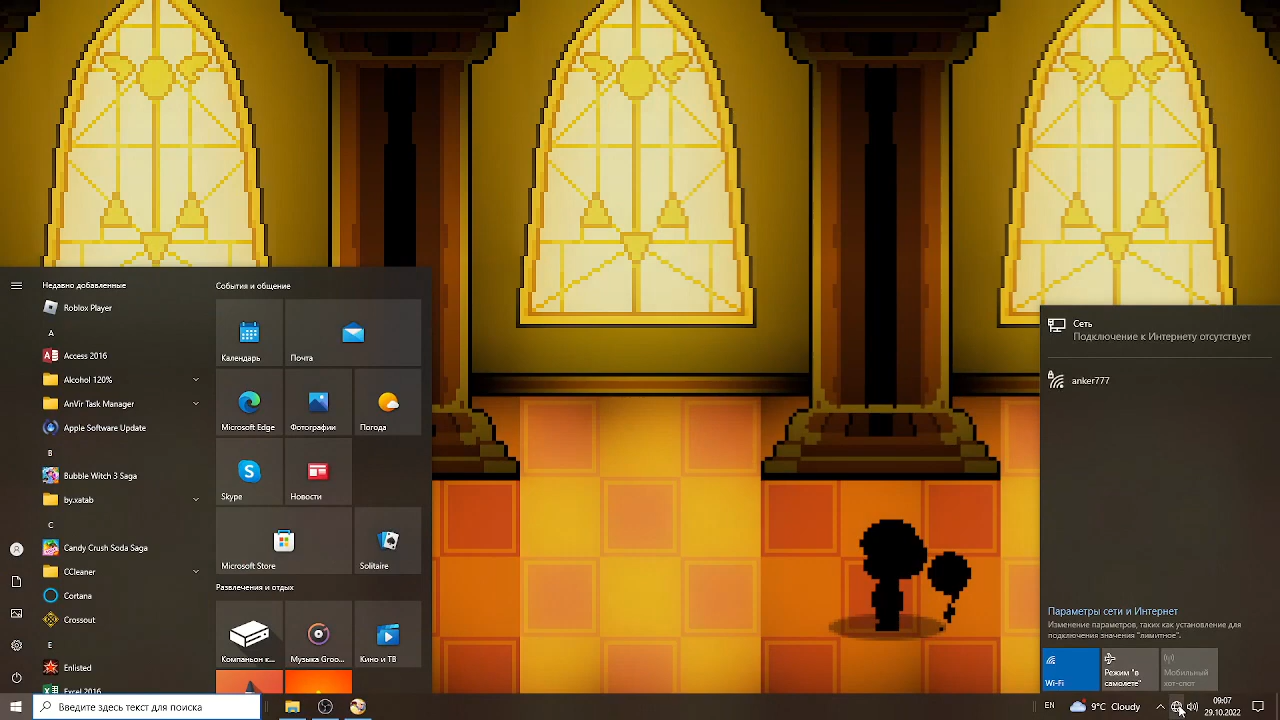 Недавно добавленные
Roblox Player
A
Access 2016
Alcohol 120%
AnVir Task Manager
Apple Software Update
B
Bubble Witch 3 Saga
by.xatab
C
Candy Crush Soda Saga
CCleaner
Cortana
Crossout
E
Enlisted
Excel 2016
События и общение
Календарь
Почта
Microsoft Edge
Фотографии
Погода
Skype
Новости
Microsoft Store
Solitaire
Развлечения и отдых
Компаньон к...
Музыка Groo...
Кино и ТВ
Сеть
Подключение к Интернету отсутствует
anker777
Параметры сети и Интернет
Изменение параметров, таких как установление для
подключения значения "лимитное".
Wi-Fi
Режим "в
самолете"
Мобильный
хот-спот
Введите здесь текст для поиска
EN
9°C Cloudy
09:07
29.10.2022